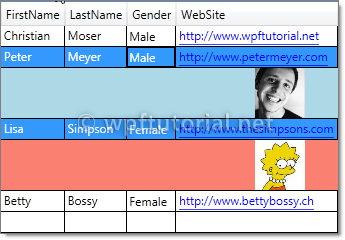 FirstName LastName Gender WebSite
Christian Moser Male http://www.wpftutorial.net
Peter Meyer Male http://www.petermeyer.com
© wpftutorial.net
Lisa Simpson Female http://www.thesimpsons.com
Betty Bossy Female http://www.bettybossy.ch